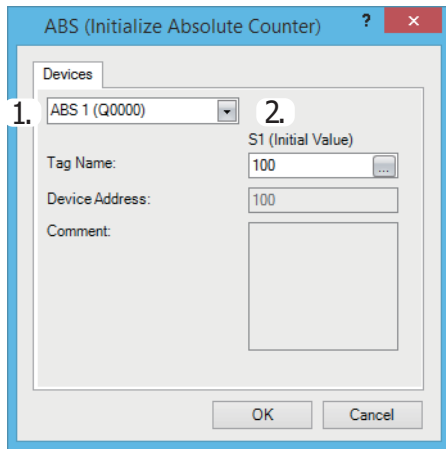 ABS (Initialize Absolute Counter) ? ×
Devices
1. ABS 1 (Q0000) 2.
S1 (Initial Value)
Tag Name: 100 ...
Device Address: 100
Comment:
OK Cancel